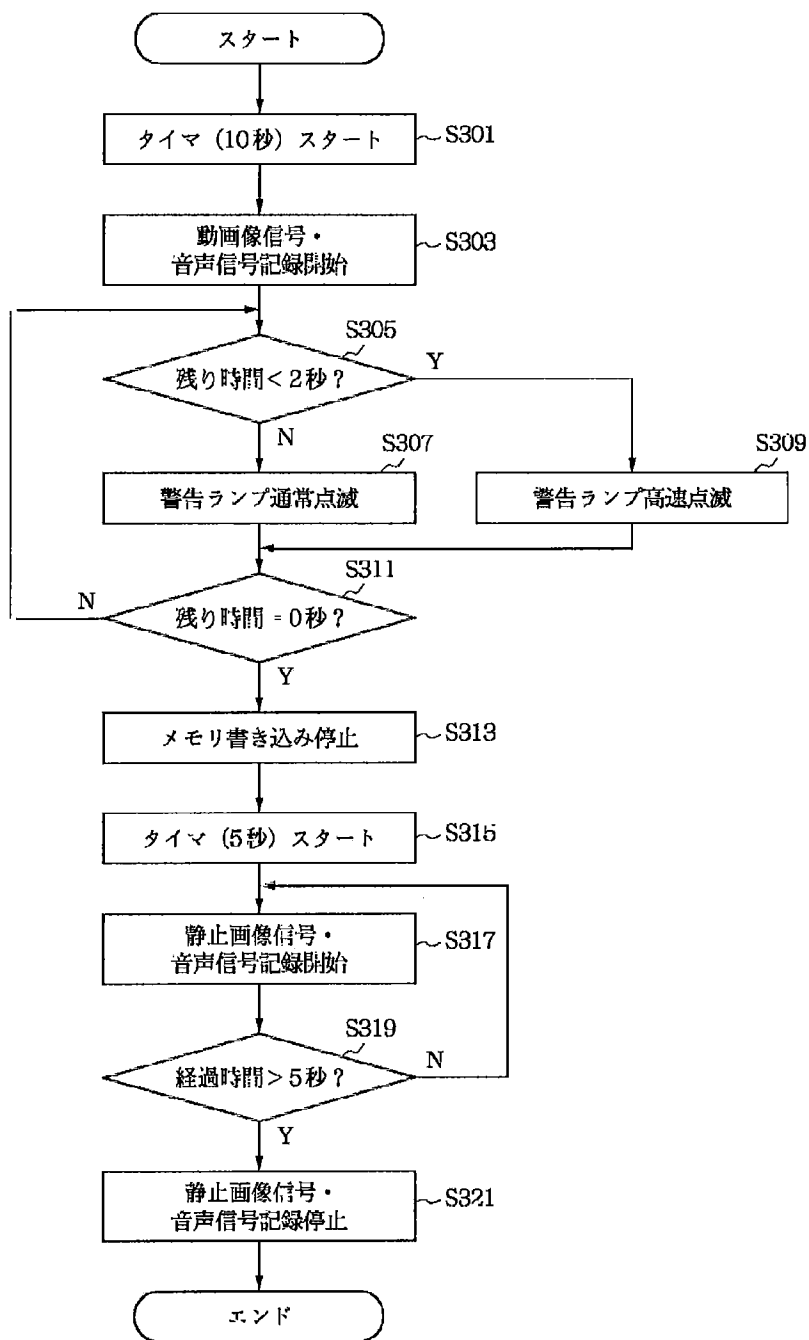 スタート
タイマ（10秒）スタート
S301
動画像信号・
音声信号記録開始
S303
S305
残り時間＜2秒？
Y
N
S307
警告ランプ通常点滅
S309
警告ランプ高速点滅
S311
残り時間＝0秒？
N
Y
メモリ書き込み停止
S313
タイマ（5秒）スタート
S315
静止画像信号・
音声信号記録開始
S317
S319
経過時間＞5秒？
N
Y
静止画像信号・
音声信号記録停止
S321
エンド